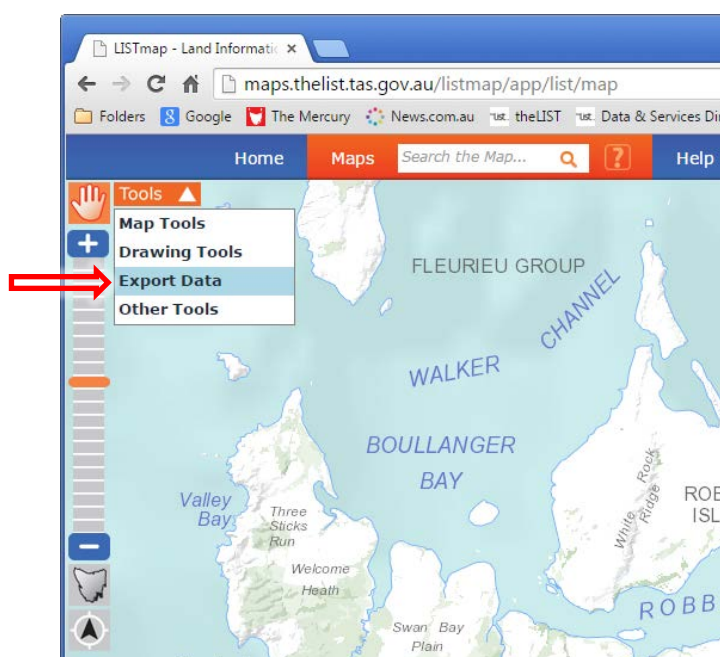 LISTmap - Land Informatic ×
maps.thelist.tas.gov.au/listmap/app/list/map
Folders Google The Mercury News.com.au theLIST Data & Services Dir
Home Maps Search the Map... ? Help
Tools
Map Tools
Drawing Tools
Export Data
Other Tools
FLEURIEU GROUP
CHANNEL
WALKER
BOULLANGER
BAY
Valley
Bay
Three
Sticks
Run
Welcome
Heath
White Rock
Ridge
ROB
ISL
ROBB
Swan Bay
Plain